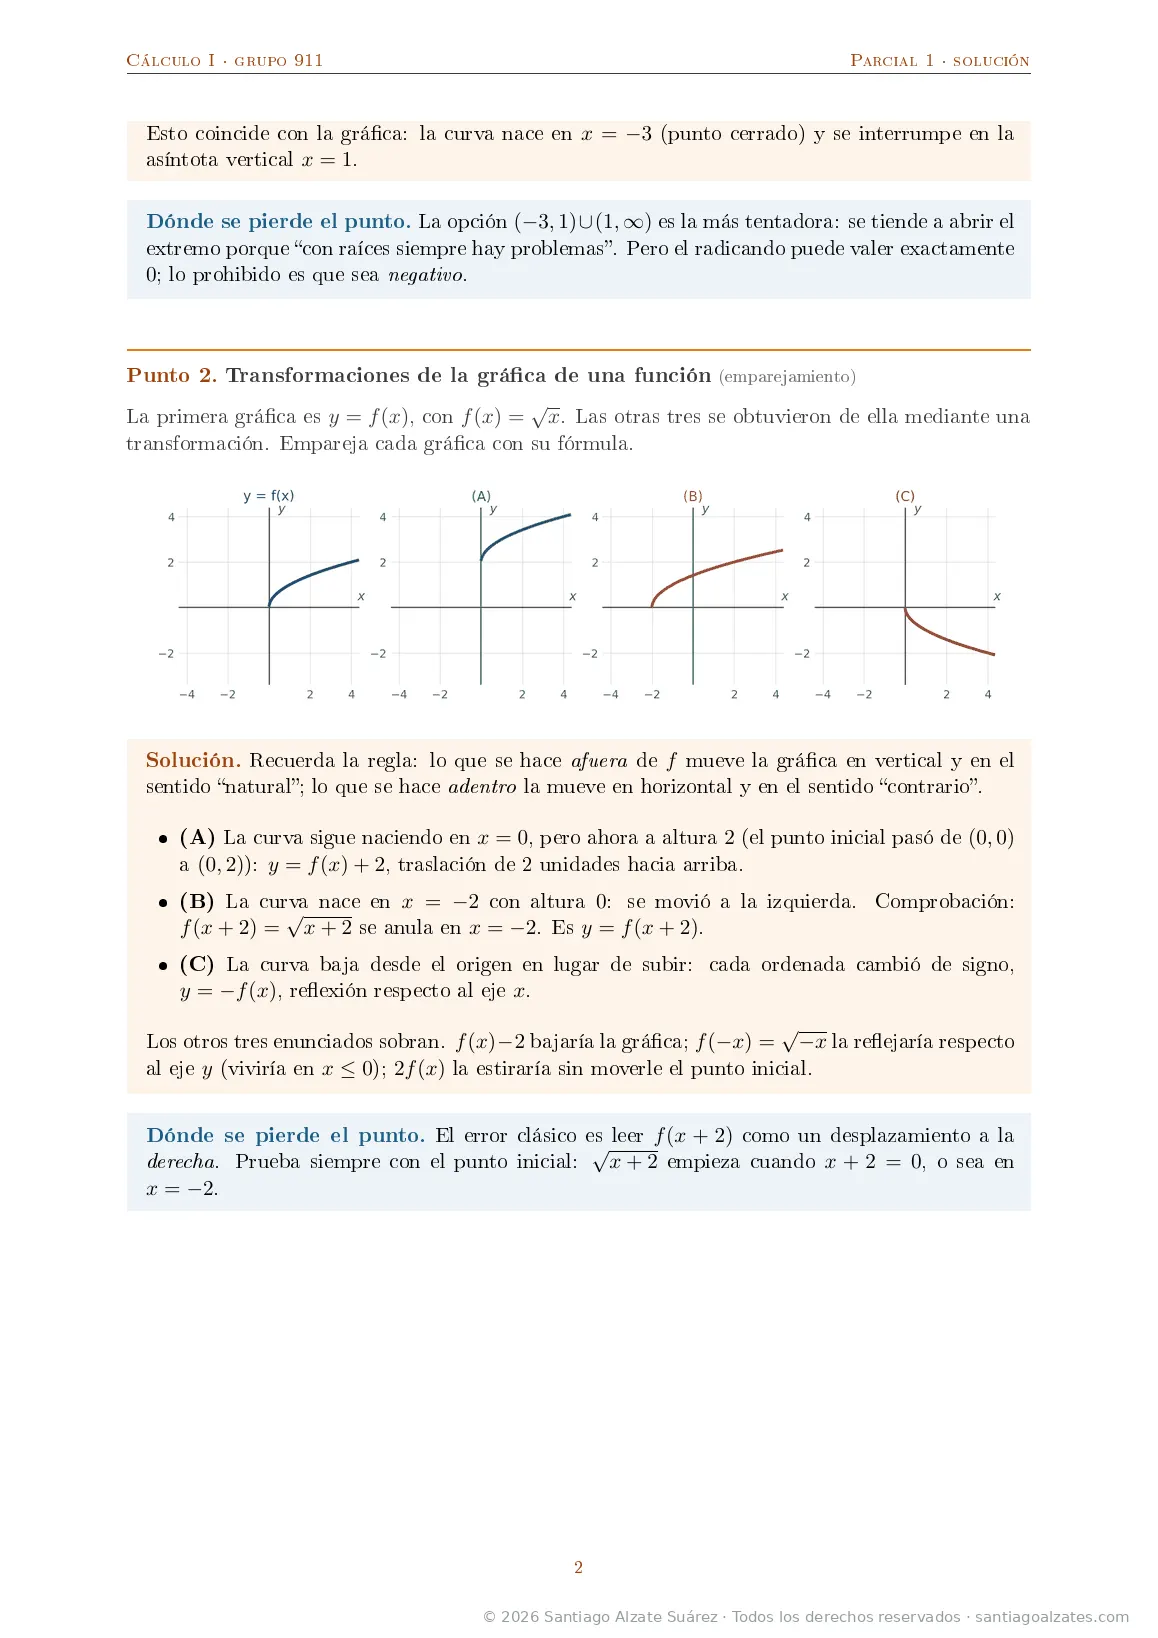 Cálculo I · grupo 911 Parcial 1 · solución
Esto coincide con la gráfica: la curva nace en x = −3 (punto cerrado) y se interrumpe en la
asíntota vertical x = 1.
Dónde se pierde el punto. La opción (−3, 1)∪(1, ∞) es la más tentadora: se tiende a abrir el
extremo porque “con raíces siempre hay problemas”. Pero el radicando puede valer exactamente
0; lo prohibido es que sea negativo.
Punto 2. Transformaciones de la gráfica de una función (emparejamiento)
La primera gráfica es y = f(x), con f(x) = √x. Las otras tres se obtuvieron de ella mediante una
transformación. Empareja cada gráfica con su fórmula.
y = f(x) (A) (B) (C)
y y y y
4 4 4 4
2 2 2 2
x x x x
−2 −2 −2 −2
−4 −2 2 4 −4 −2 2 4 −4 −2 2 4 −4 −2 2 4
Solución. Recuerda la regla: lo que se hace afuera de f mueve la gráfica en vertical y en el
sentido “natural”; lo que se hace adentro la mueve en horizontal y en el sentido “contrario”.
• (A) La curva sigue naciendo en x = 0, pero ahora a altura 2 (el punto inicial pasó de (0, 0)
a (0, 2)): y = f(x) + 2, traslación de 2 unidades hacia arriba.
• (B) La curva nace en x = −2 con altura 0: se movió a la izquierda. Comprobación:
f(x + 2) = √(x + 2) se anula en x = −2. Es y = f(x + 2).
• (C) La curva baja desde el origen en lugar de subir: cada ordenada cambió de signo,
y = −f(x), reflexión respecto al eje x.
Los otros tres enunciados sobran. f(x)−2 bajaría la gráfica; f(−x) = √−x la reflejaría respecto
al eje y (viviría en x ≤ 0); 2f(x) la estiraría sin moverle el punto inicial.
Dónde se pierde el punto. El error clásico es leer f(x + 2) como un desplazamiento a la
derecha. Prueba siempre con el punto inicial: √(x + 2) empieza cuando x + 2 = 0, o sea en
x = −2.
2
© 2026 Santiago Alzate Suárez · Todos los derechos reservados · santiagoalzates.com